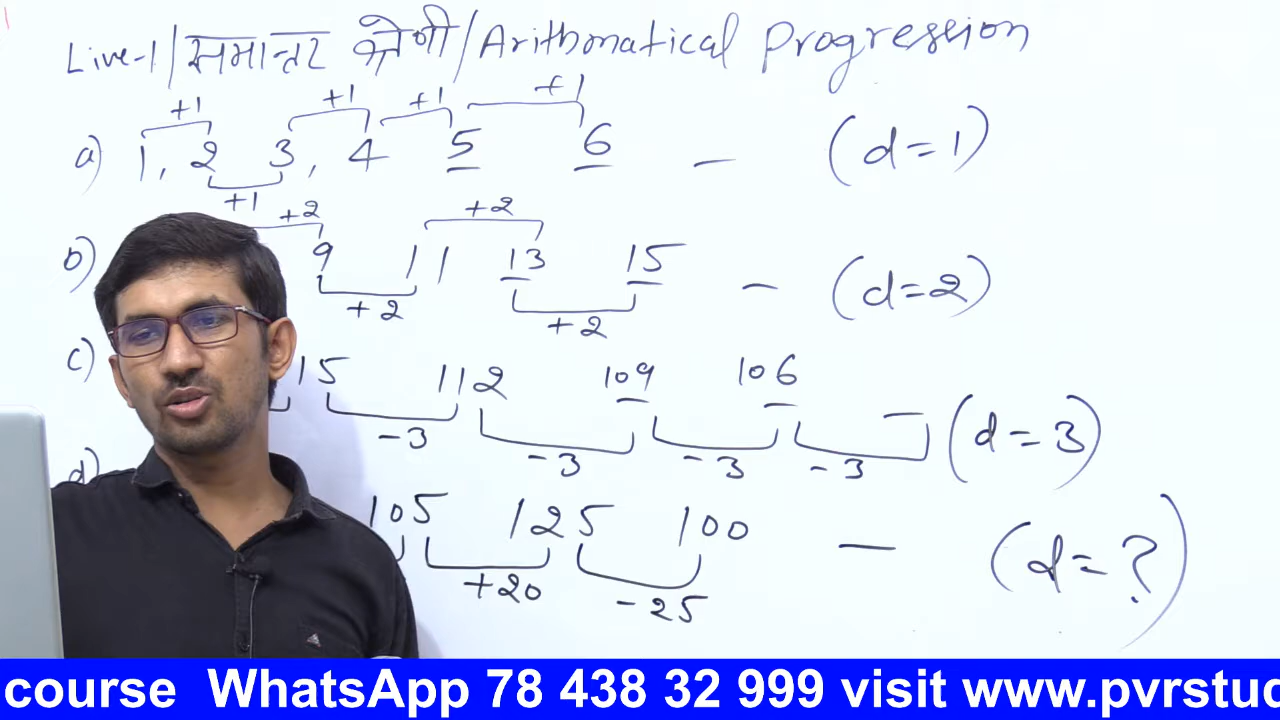 Live-1/समान्तर श्रेणी/Arithmatical Progression
+1 +1 +1 +1
a) 1, 2 3, 4 5 6 — (d=1)
+1
+2 +2
b) 9 11 13 15 — (d=2)
+2 +2
c) 15 112 109 106 — (d=3)
-3 -3 -3 -3
d) 105 125 100 — (d=?)
+20 -25
course WhatsApp 78 438 32 999 visit www.pvrstud